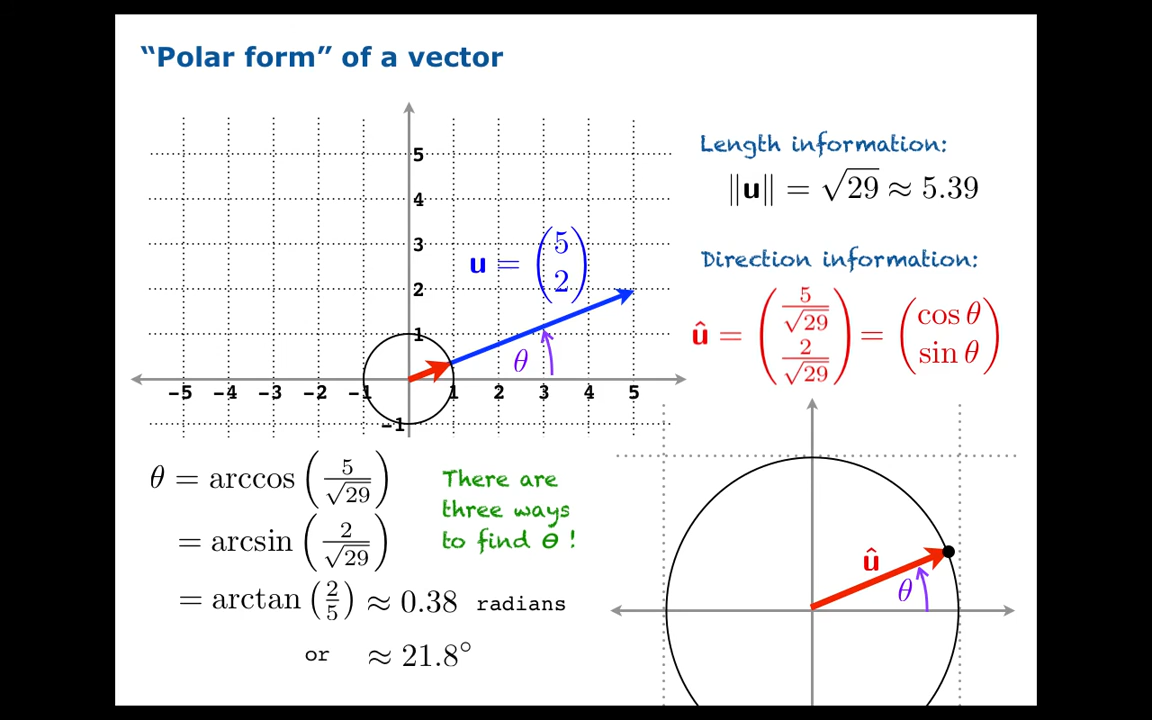 “Polar form” of a vector
Length information:
‖u‖ = √29 ≈ 5.39
5
4
3
2
1
−1
−5 −4 −3 −2 −1 1 2 3 4 5
u = (5 2)
θ
Direction information:
û = (5/√29 2/√29) = (cos θ sin θ)
θ = arccos (5/√29)
= arcsin (2/√29)
= arctan (2/5) ≈ 0.38 radians
or ≈ 21.8°
There are
three ways
to find θ !
û
θ